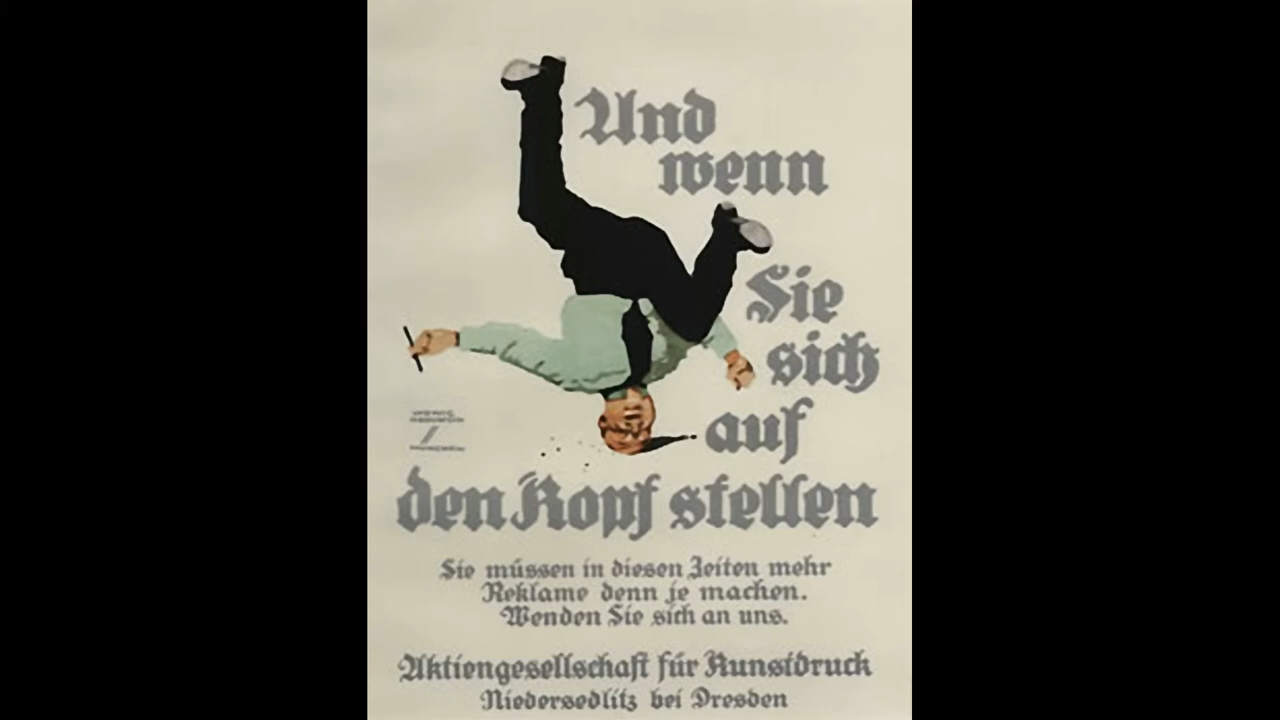 Und
wenn
Sie
sich
auf
den Kopf stellen
Sie müssen in diesen Zeiten mehr
Reklame denn je machen.
Wenden Sie sich an uns.
Aktiengesellschaft für Kunstdruck
Niedersedlitz bei Dresden